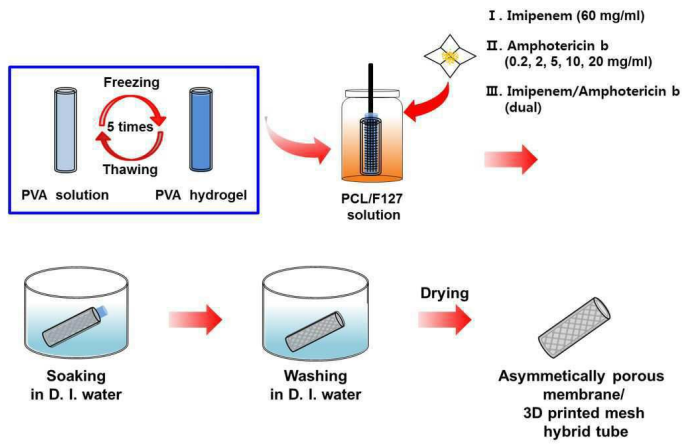 Ⅰ. Imipenem (60 mg/ml)
Ⅱ. Amphotericin b
(0.2, 2, 5, 10, 20 mg/ml)
Ⅲ. Imipenem/Amphotericin b
(dual)
Freezing
5 times
Thawing
PVA solution
PVA hydrogel
PCL/F127
solution
Soaking
in D. I. water
Washing
in D. I. water
Drying
Asymmetically porous
membrane/
3D printed mesh
hybrid tube